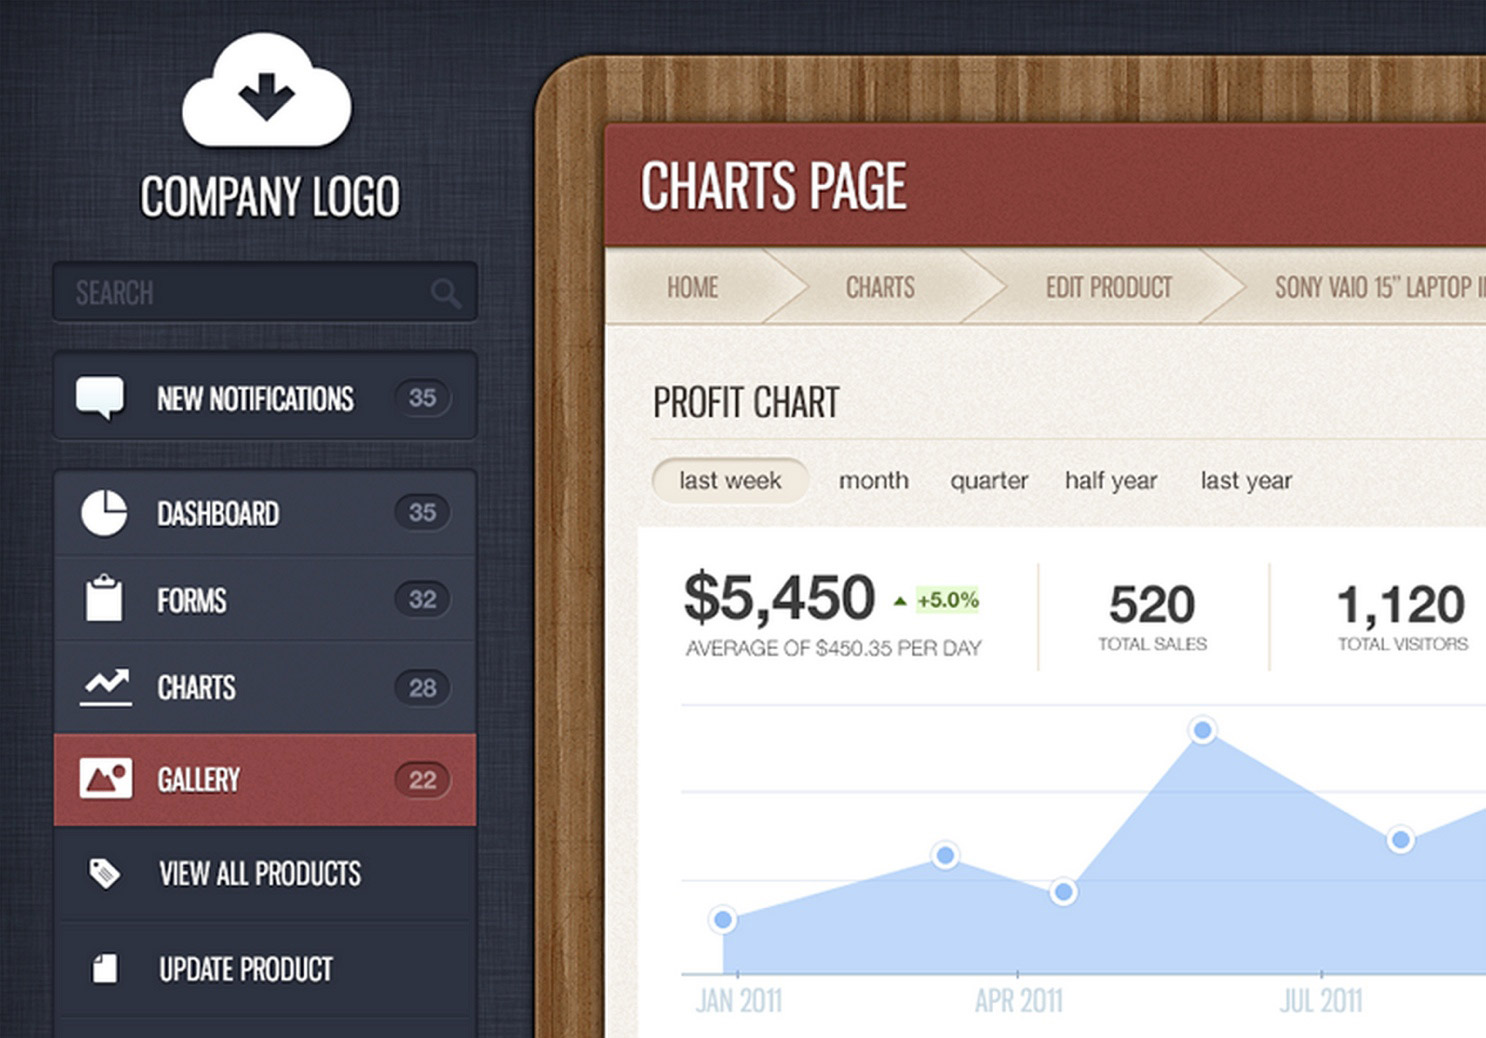 COMPANY LOGO
SEARCH
NEW NOTIFICATIONS 35
DASHBOARD 35
FORMS 32
CHARTS 28
GALLERY 22
VIEW ALL PRODUCTS
UPDATE PRODUCT
CHARTS PAGE
HOME CHARTS EDIT PRODUCT SONY VAIO 15" LAPTOP
PROFIT CHART
last week month quarter half year last year
$5,450 +5.0% 520 1,120
AVERAGE OF $450.35 PER DAY TOTAL SALES TOTAL VISITORS
JAN 2011 APR 2011 JUL 2011